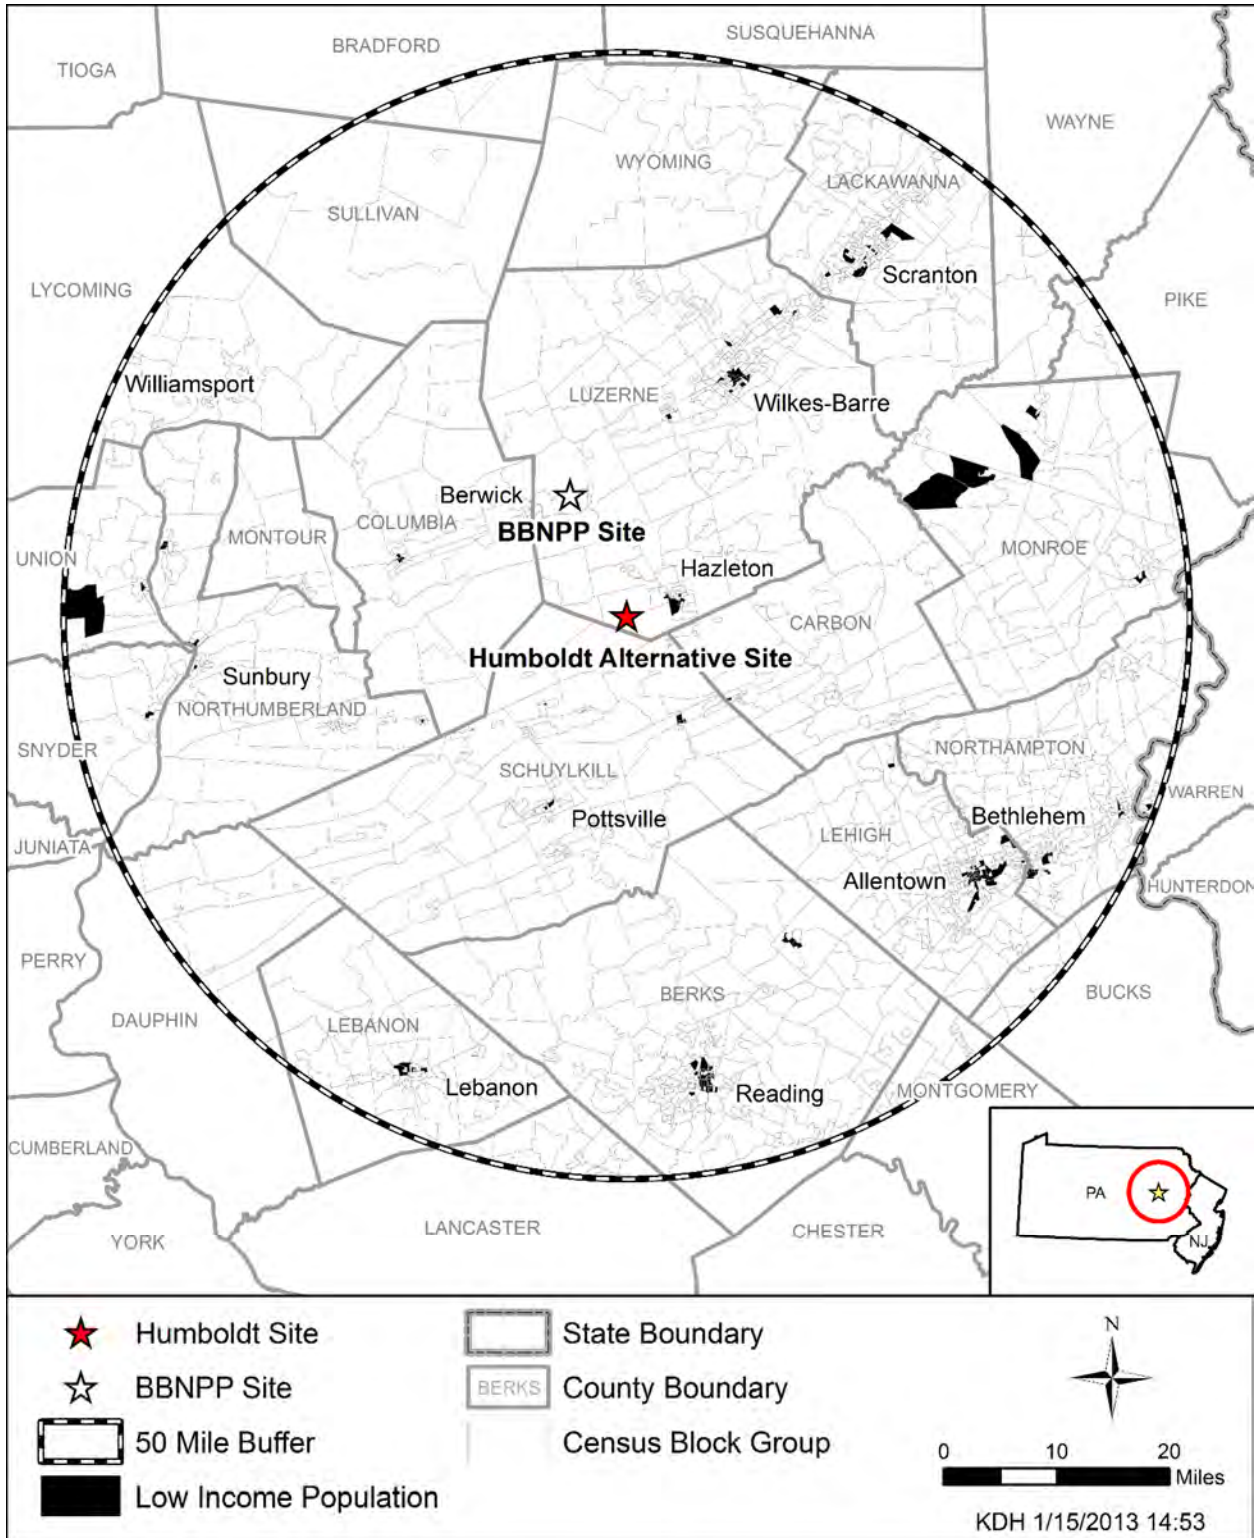 SUSQUEHANNA
BRADFORD
TIOGA
WAYNE
WYOMING
LACKAWANNA
SULLIVAN
Scranton
LYCOMING
PIKE
Williamsport
LUZERNE
Wilkes-Barre
Berwick
COLUMBIA
BBNPP Site
MONTOUR
UNION
MONROE
Hazleton
CARBON
Humboldt Alternative Site
Sunbury
NORTHUMBERLAND
SNYDER
NORTHAMPTON
SCHUYLKILL
WARREN
Pottsville
Bethlehem
LEHIGH
JUNIATA
Allentown
HUNTERDON
PERRY
BERKS
BUCKS
DAUPHIN
LEBANON
Lebanon
Reading
MONTGOMERY
CUMBERLAND
PA
LANCASTER
CHESTER
YORK
NJ
Humboldt Site
State Boundary
N
BBNPP Site
BERKS County Boundary
50 Mile Buffer
Census Block Group
0 10 20
Low Income Population
Miles
KDH 1/15/2013 14:53